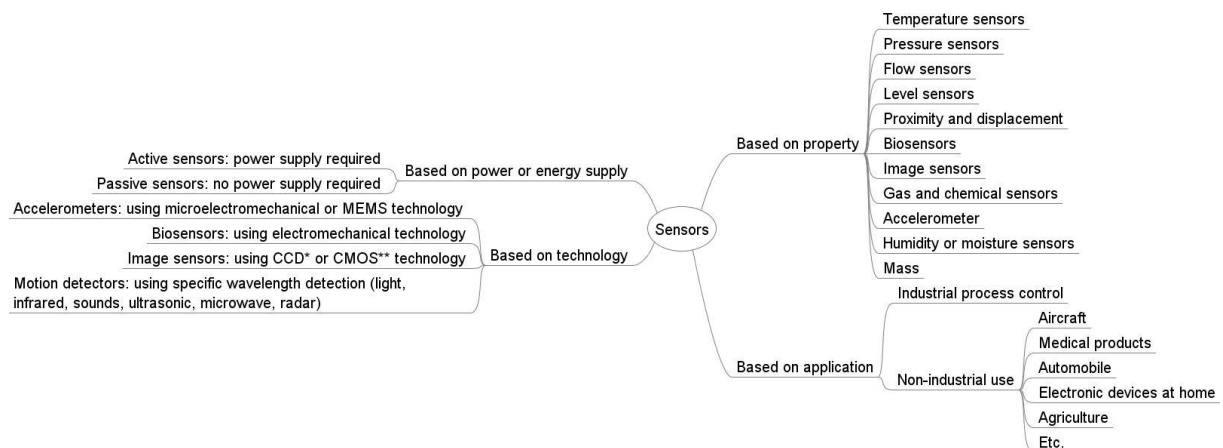 Sensors
Based on power or energy supply
Active sensors: power supply required
Passive sensors: no power supply required
Based on technology
Accelerometers: using microelectromechanical or MEMS technology
Biosensors: using electromechanical technology
Image sensors: using CCD* or CMOS** technology
Motion detectors: using specific wavelength detection (light,
infrared, sounds, ultrasonic, microwave, radar)
Based on property
Temperature sensors
Pressure sensors
Flow sensors
Level sensors
Proximity and displacement
Biosensors
Image sensors
Gas and chemical sensors
Accelerometer
Humidity or moisture sensors
Mass
Based on application
Industrial process control
Non-industrial use
Aircraft
Medical products
Automobile
Electronic devices at home
Agriculture
Etc.